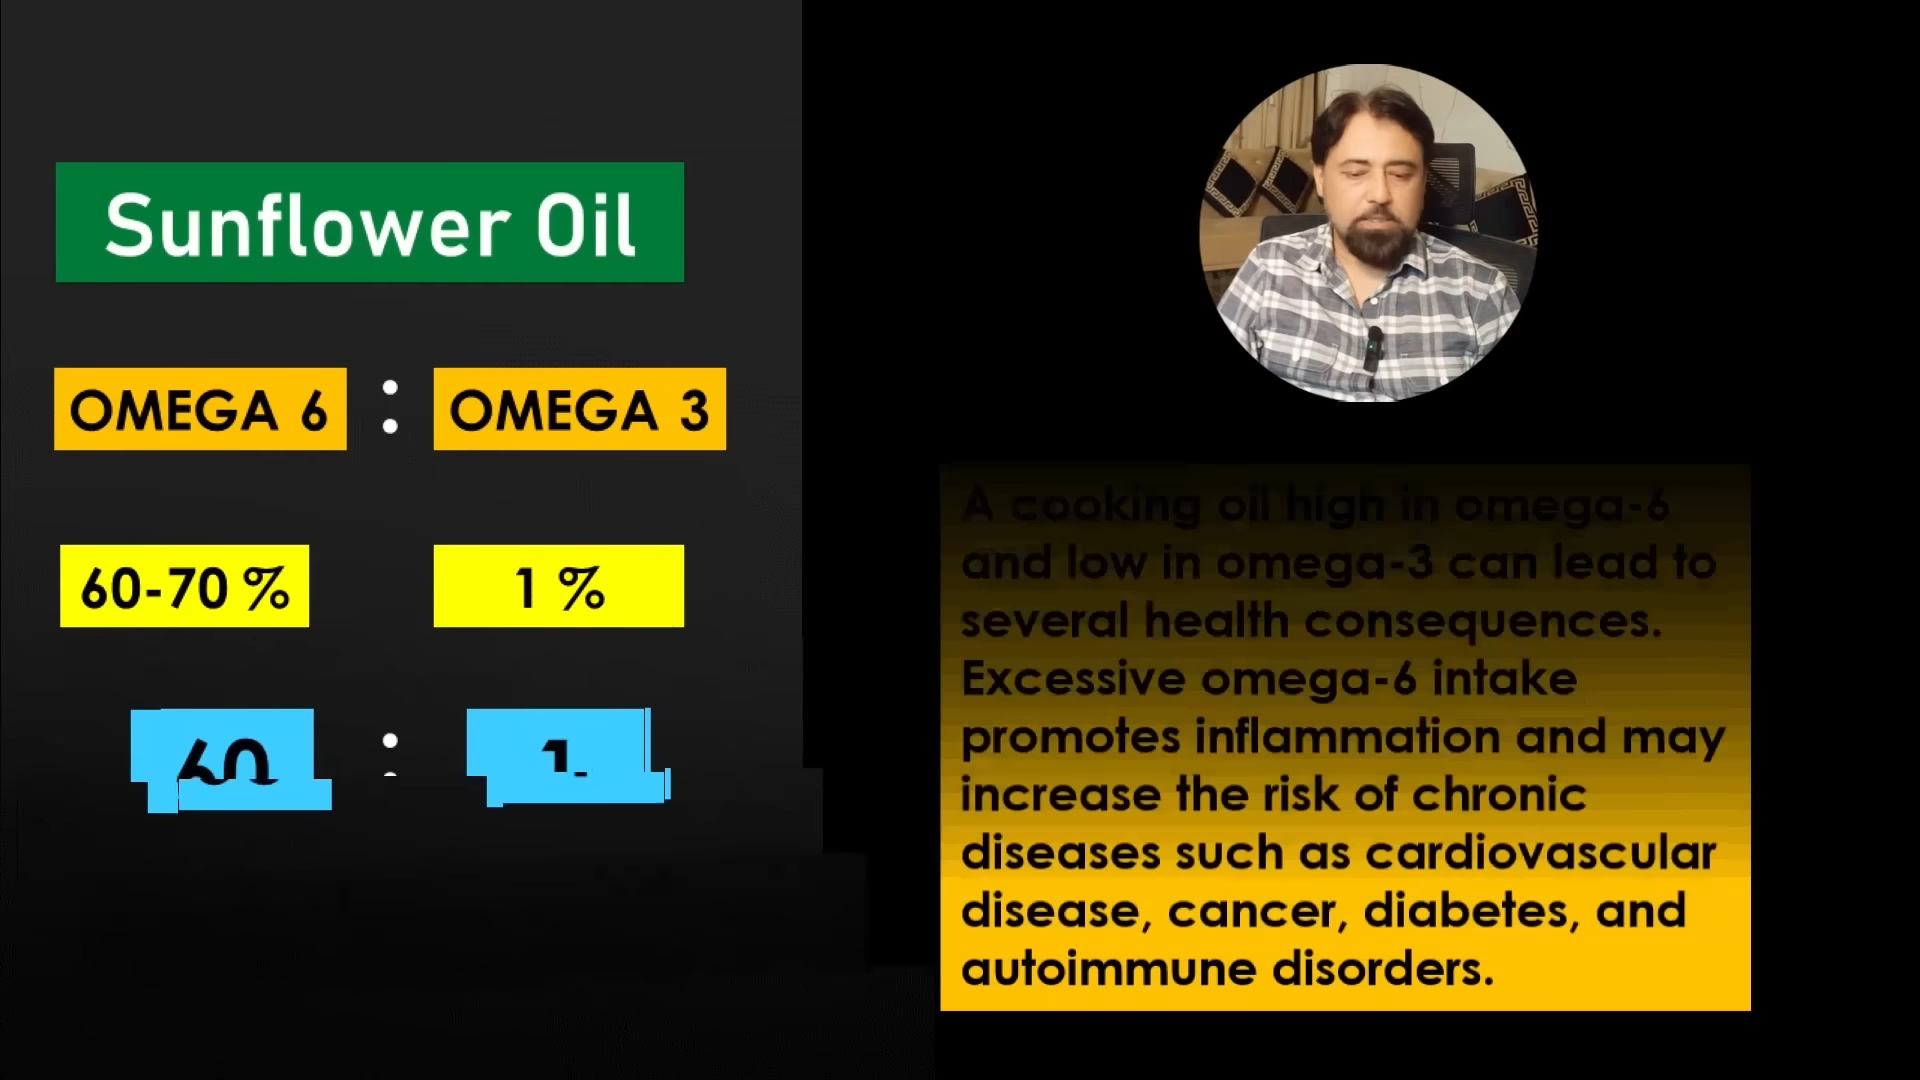 Sunflower Oil
OMEGA 6 : OMEGA 3
60-70 % 1 %
60 : 1
A cooking oil high in omega-6
and low in omega-3 can lead to
several health consequences.
Excessive omega-6 intake
promotes inflammation and may
increase the risk of chronic
diseases such as cardiovascular
disease, cancer, diabetes, and
autoimmune disorders.